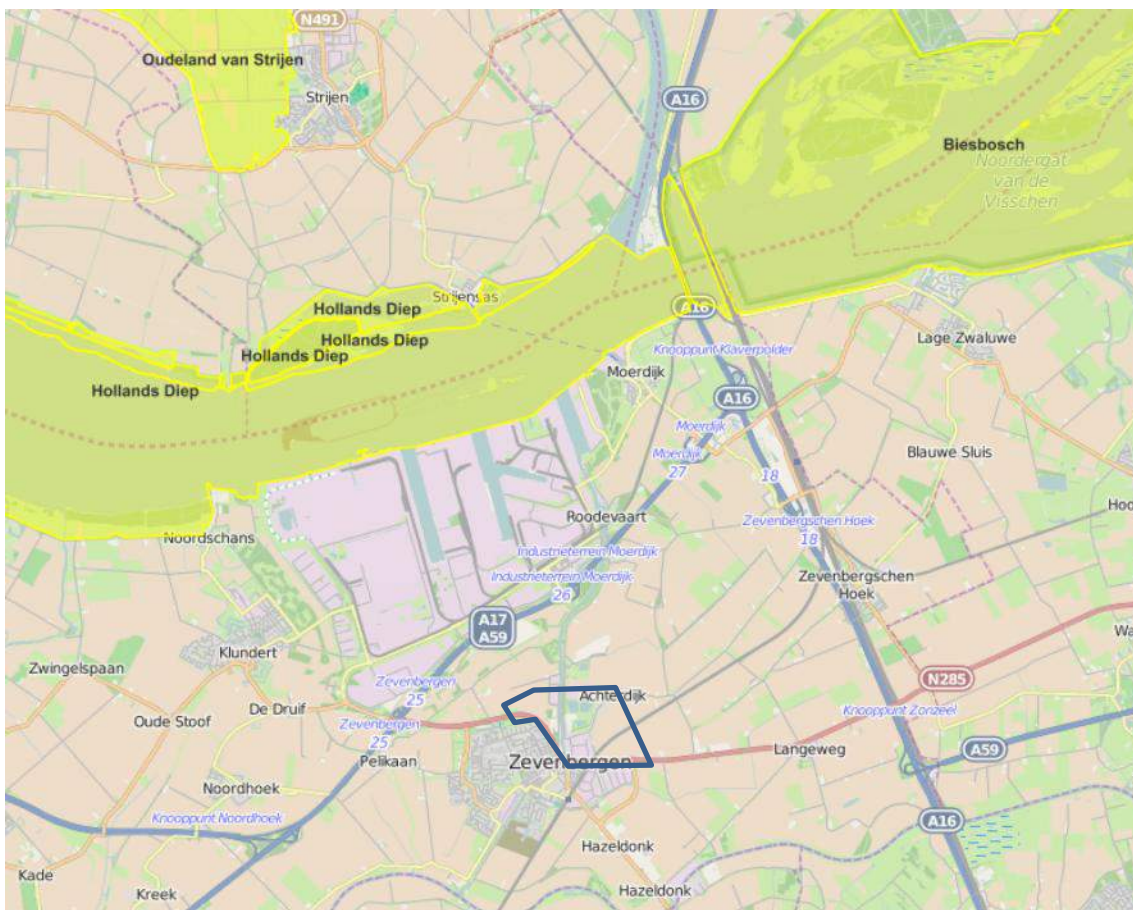 N491
Oudeland van Strijen
Strijen
A16
Biesbosch
Noordergat
van de
Visschen
Strijensas
Hollands Diep
Hollands Diep
Hollands Diep
Hollands Diep
A16
Knooppunt Klaverpolder
Lage Zwaluwe
Moerdijk
A16
Moerdijk
Moerdijk
27
18
Blauwe Sluis
Hoo
Roodevaart
Zevenbergschen Hoek
18
Noordschans
Industrieterrein Moerdijk
Industrieterrein Moerdijk
26
Zevenbergschen
Hoek
A17
A59
Klundert
Wa
Zwingelspaan
Zevenbergen
25
Achterdijk
N285
De Druif
Oude Stoof
Zevenbergen
25
Knooppunt Zonzeel
Langeweg
A59
Pelikaan
Zevenbergen
Noordhoek
Knooppunt Noordhoek
A16
Hazeldonk
Kade
Kreek
Hazeldonk